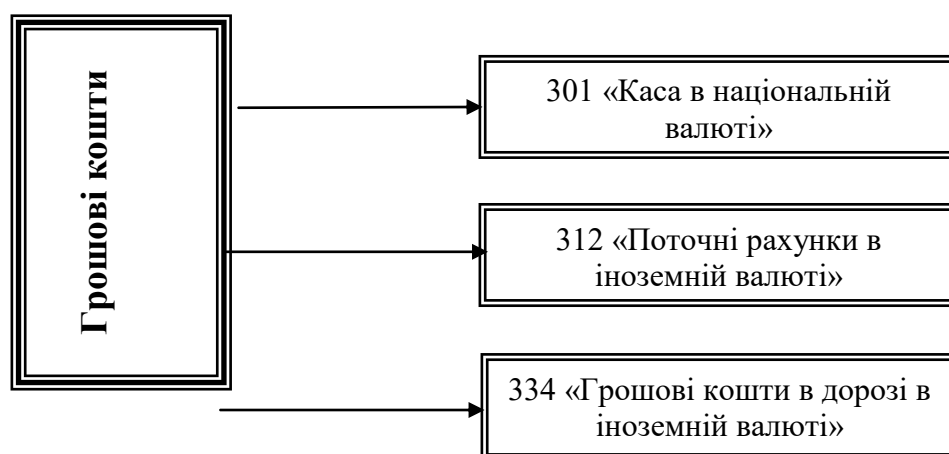 Грошові кошти
301 «Каса в національній
валюті»
312 «Поточні рахунки в
іноземній валюті»
334 «Грошові кошти в дорозі в
іноземній валюті»